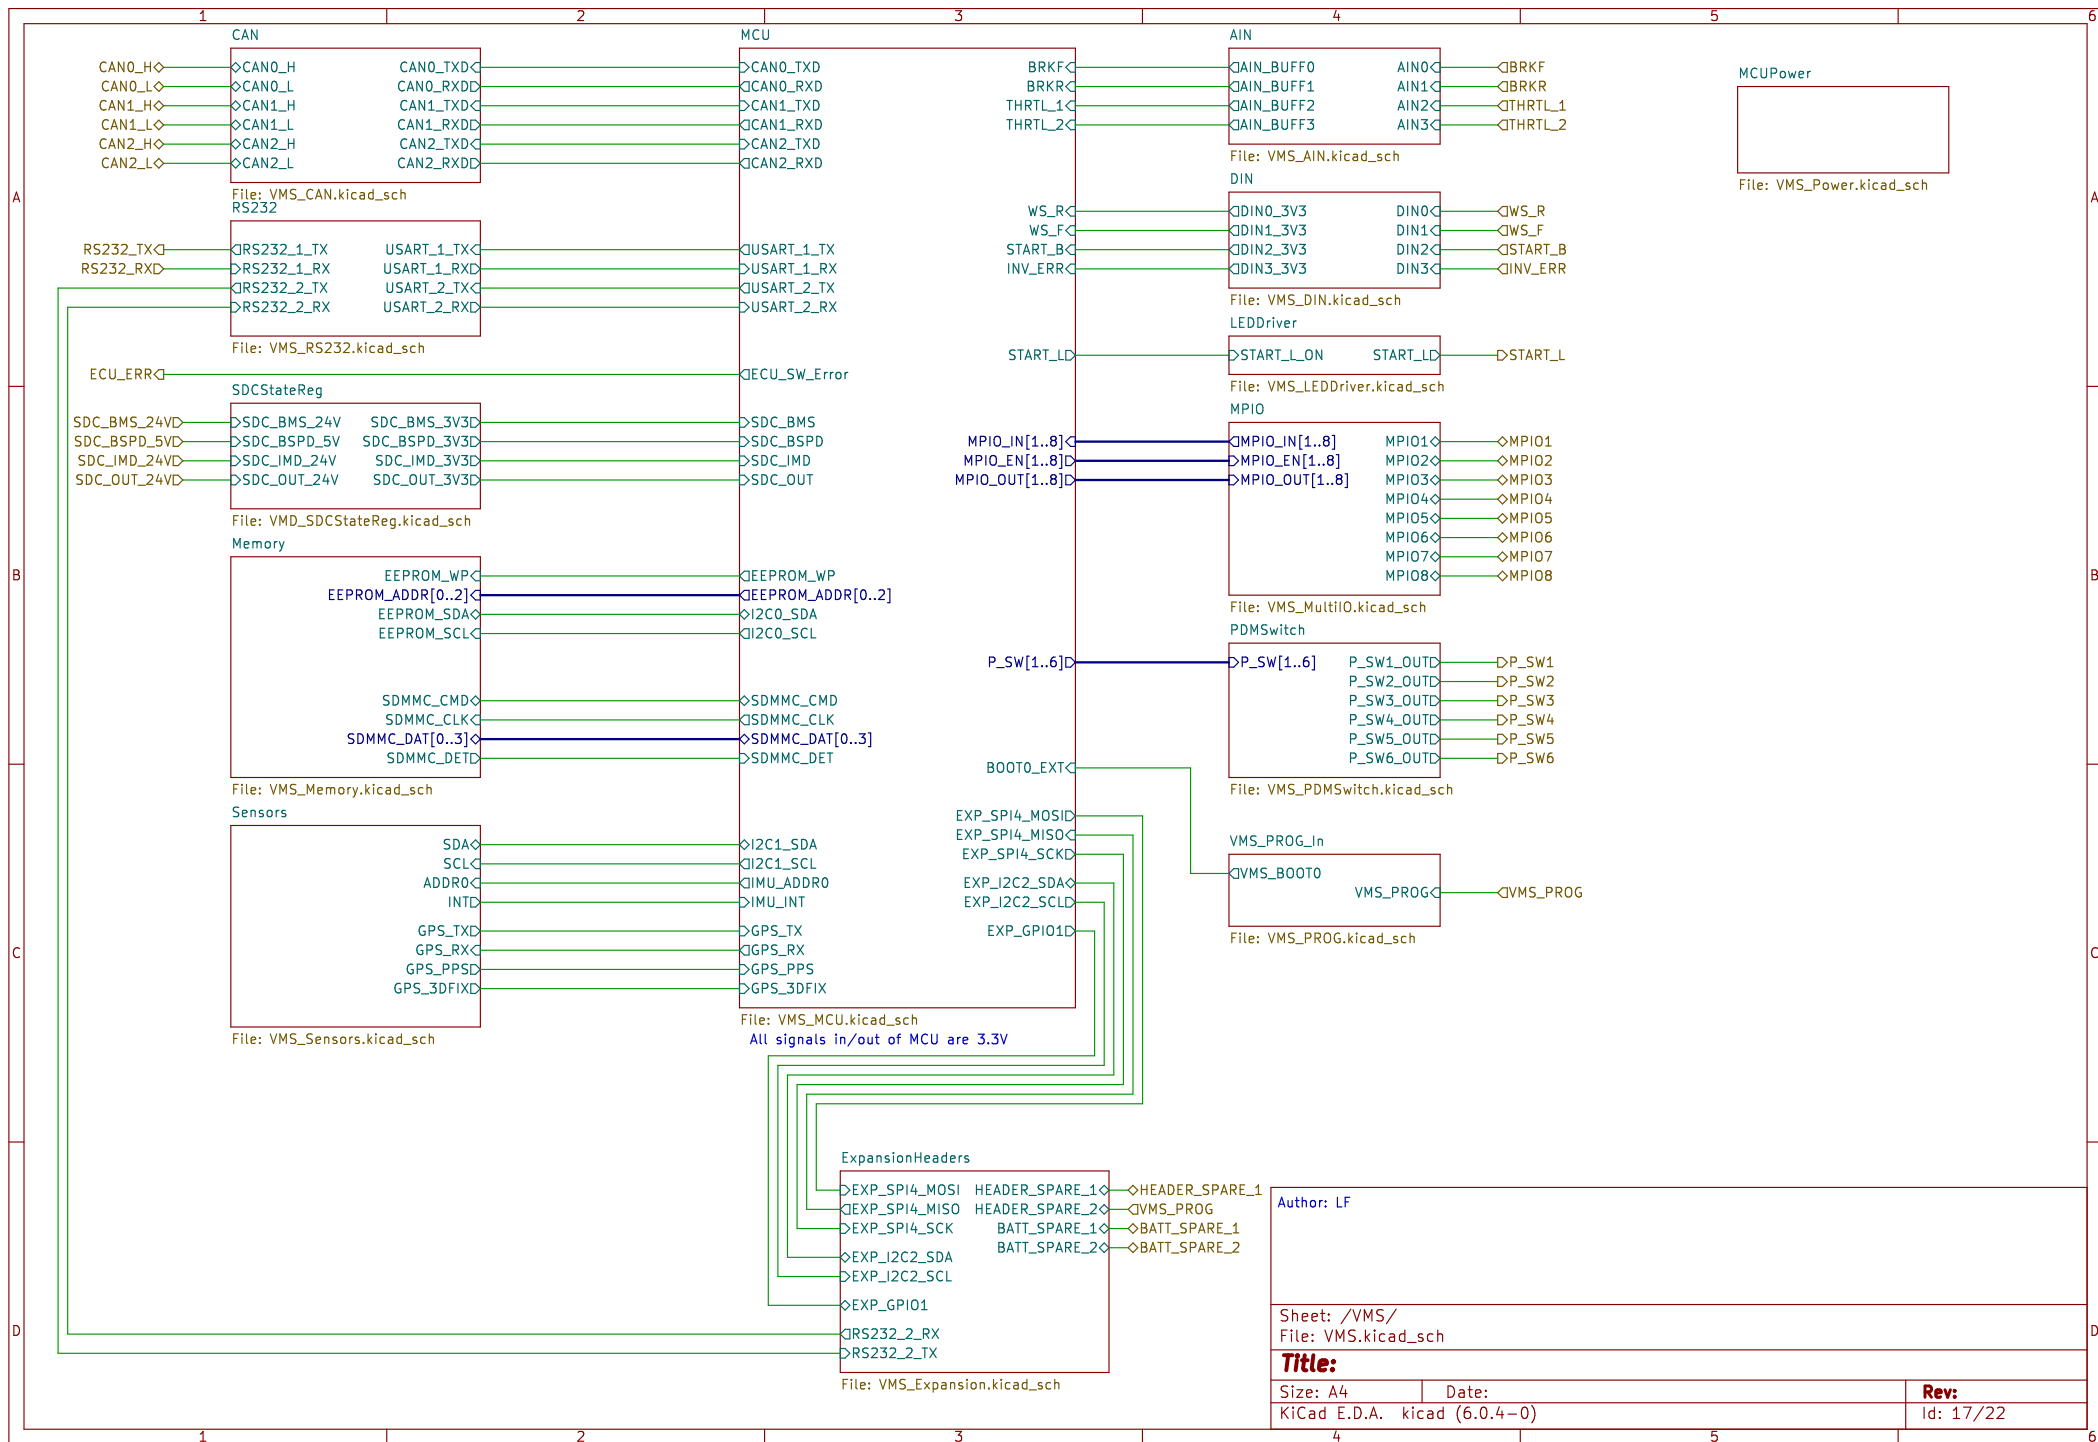 1 2 3 4 5 6
CAN
CAN0_H CAN0_H CAN0_TXD
CAN0_L CAN0_L CAN0_RXD
CAN1_H CAN1_H CAN1_TXD
CAN1_L CAN1_L CAN1_RXD
CAN2_H CAN2_H CAN2_TXD
CAN2_L CAN2_L CAN2_RXD
File: VMS_CAN.kicad_sch
RS232
RS232_TX RS232_1_TX USART_1_TX
RS232_RX RS232_1_RX USART_1_RX
RS232_2_TX USART_2_TX
RS232_2_RX USART_2_RX
File: VMS_RS232.kicad_sch
ECU_ERR
SDCStateReg
SDC_BMS_24V SDC_BMS_24V SDC_BMS_3V3
SDC_BSPD_5V SDC_BSPD_5V SDC_BSPD_3V3
SDC_IMD_24V SDC_IMD_24V SDC_IMD_3V3
SDC_OUT_24V SDC_OUT_24V SDC_OUT_3V3
File: VMD_SDCStateReg.kicad_sch
Memory
EEPROM_WP
EEPROM_ADDR[0..2]
EEPROM_SDA
EEPROM_SCL
SDMMC_CMD
SDMMC_CLK
SDMMC_DAT[0..3]
SDMMC_DET
File: VMS_Memory.kicad_sch
Sensors
SDA
SCL
ADDR0
INT
GPS_TX
GPS_RX
GPS_PPS
GPS_3DFIX
File: VMS_Sensors.kicad_sch
MCU
CAN0_TXD BRKF
CAN0_RXD BRKR
CAN1_TXD THRTL_1
CAN1_RXD THRTL_2
CAN2_TXD
CAN2_RXD
WS_R
WS_F
USART_1_TX START_B
USART_1_RX INV_ERR
USART_2_TX
USART_2_RX
START_L
ECU_SW_Error
SDC_BMS
SDC_BSPD MPIO_IN[1..8]
SDC_IMD MPIO_EN[1..8]
SDC_OUT MPIO_OUT[1..8]
EEPROM_WP
EEPROM_ADDR[0..2]
I2C0_SDA
I2C0_SCL
P_SW[1..6]
SDMMC_CMD
SDMMC_CLK
SDMMC_DAT[0..3]
SDMMC_DET
BOOT0_EXT
EXP_SPI4_MOSI
EXP_SPI4_MISO
I2C1_SDA EXP_SPI4_SCK
I2C1_SCL
IMU_ADDR0 EXP_I2C2_SDA
IMU_INT EXP_I2C2_SCL
GPS_TX EXP_GPIO1
GPS_RX
GPS_PPS
GPS_3DFIX
File: VMS_MCU.kicad_sch
All signals in/out of MCU are 3.3V
AIN
AIN_BUFF0 AIN0 BRKF
AIN_BUFF1 AIN1 BRKR
AIN_BUFF2 AIN2 THRTL_1
AIN_BUFF3 AIN3 THRTL_2
File: VMS_AIN.kicad_sch
DIN
DIN0_3V3 DIN0 WS_R
DIN1_3V3 DIN1 WS_F
DIN2_3V3 DIN2 START_B
DIN3_3V3 DIN3 INV_ERR
File: VMS_DIN.kicad_sch
LEDDriver
START_L_ON START_L START_L
File: VMS_LEDDriver.kicad_sch
MPIO
MPIO_IN[1..8] MPIO1 MPIO1
MPIO_EN[1..8] MPIO2 MPIO2
MPIO_OUT[1..8] MPIO3 MPIO3
MPIO4 MPIO4
MPIO5 MPIO5
MPIO6 MPIO6
MPIO7 MPIO7
MPIO8 MPIO8
File: VMS_MultiIO.kicad_sch
PDMSwitch
P_SW[1..6] P_SW1_OUT P_SW1
P_SW2_OUT P_SW2
P_SW3_OUT P_SW3
P_SW4_OUT P_SW4
P_SW5_OUT P_SW5
P_SW6_OUT P_SW6
File: VMS_PDMSwitch.kicad_sch
VMS_PROG_In
VMS_BOOT0
VMS_PROG VMS_PROG
File: VMS_PROG.kicad_sch
MCUPower
File: VMS_Power.kicad_sch
ExpansionHeaders
EXP_SPI4_MOSI HEADER_SPARE_1 HEADER_SPARE_1
EXP_SPI4_MISO HEADER_SPARE_2 VMS_PROG
EXP_SPI4_SCK BATT_SPARE_1 BATT_SPARE_1
BATT_SPARE_2 BATT_SPARE_2
EXP_I2C2_SDA
EXP_I2C2_SCL
EXP_GPIO1
RS232_2_RX
RS232_2_TX
File: VMS_Expansion.kicad_sch
A A
B B
C C
D D
Author: LF
Sheet: /VMS/
File: VMS.kicad_sch
Title:
Size: A4 Date: Rev:
KiCad E.D.A. kicad (6.0.4-0) Id: 17/22
1 2 3 4 5 6